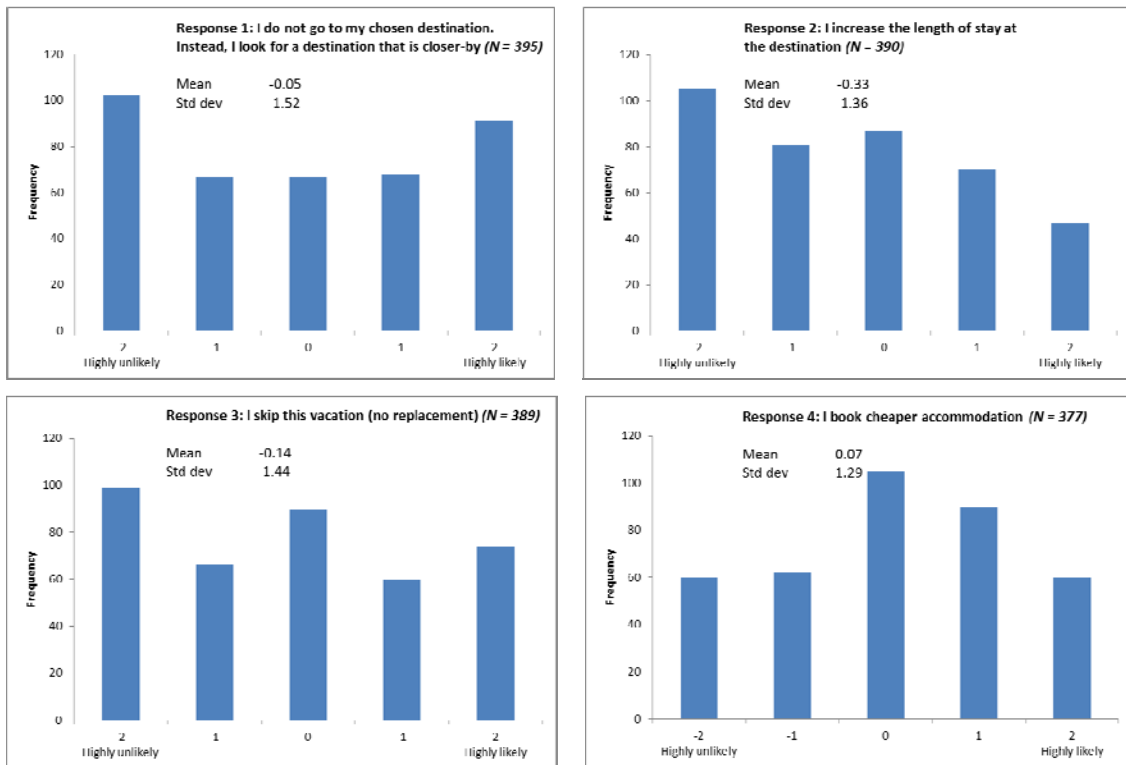 Response 1: I do not go to my chosen destination.
Instead, I look for a destination that is closer-by (N = 395)
Mean -0.05
Std dev 1.52
120
100
80
60
40
20
0
Frequency
2 1 0 1 2
Highly unlikely Highly likely
Response 2: I increase the length of stay at
the destination (N – 390)
Mean -0.33
Std dev 1.36
120
100
80
60
40
20
0
Frequency
2 1 0 1 2
Highly unlikely Highly likely
Response 3: I skip this vacation (no replacement) (N = 389)
Mean -0.14
Std dev 1.44
120
100
80
60
40
20
0
Frequency
2 1 0 1 2
Highly unlikely Highly likely
Response 4: I book cheaper accommodation (N = 377)
Mean 0.07
Std dev 1.29
120
100
80
60
40
20
0
Frequency
-2 -1 0 1 2
Highly unlikely Highly likely